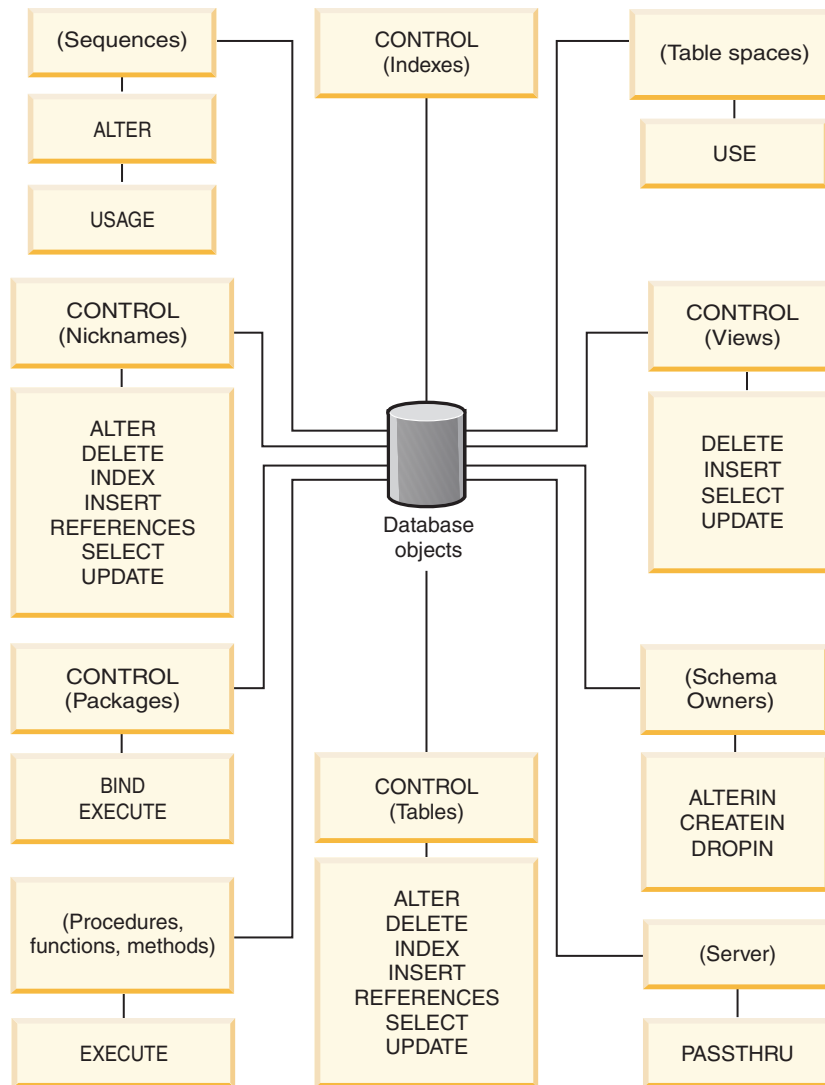 (Sequences)
ALTER
USAGE
CONTROL
(Indexes)
(Table spaces)
USE
CONTROL
(Nicknames)
ALTER
DELETE
INDEX
INSERT
REFERENCES
SELECT
UPDATE
CONTROL
(Views)
DELETE
INSERT
SELECT
UPDATE
Database
objects
CONTROL
(Packages)
BIND
EXECUTE
(Schema
Owners)
ALTERIN
CREATEIN
DROPIN
CONTROL
(Tables)
ALTER
DELETE
INDEX
INSERT
REFERENCES
SELECT
UPDATE
(Procedures,
functions, methods)
EXECUTE
(Server)
PASSTHRU